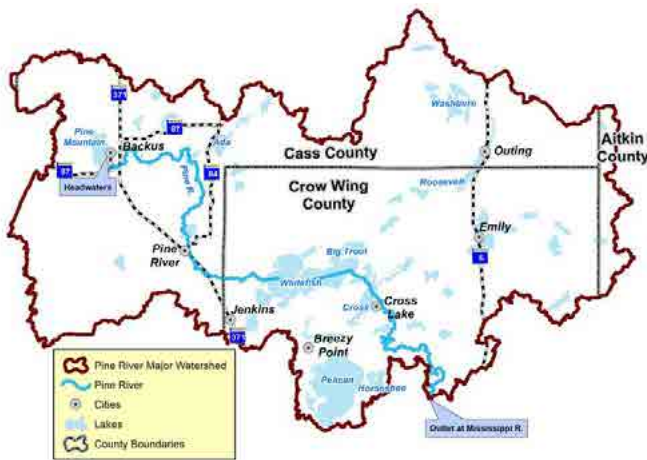 371
Washburn
87
Pine
Mountain
Ada
Backus
Aitkin
County
Cass County
Outing
87
84
Headwaters
Pine R.
Roosevelt
Crow Wing
County
Emily
Pine
River
Big Trout
6
Whitefish
Cross
Cross
Lake
Jenkins
371
Breezy
Point
Pelican
Horseshoe
Pine River Major Watershed
Pine River
Cities
Lakes
County Boundaries
Outlet at Mississippi R.